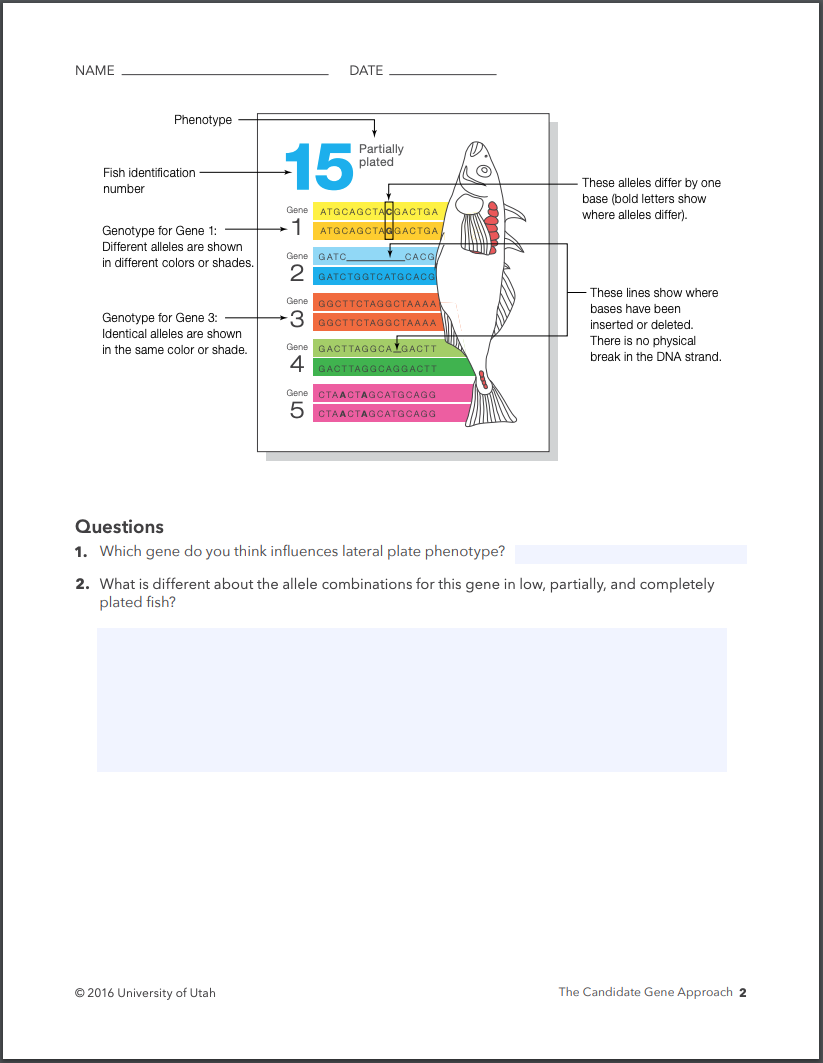 NAME DATE
Phenotype
15
Partially
plated
Fish identification
number
Genotype for Gene 1:
Different alleles are shown
in different colors or shades.
Genotype for Gene 3:
Identical alleles are shown
in the same color or shade.
Gene
1
ATGCAGCTACGACTGA
ATGCAGCTAGGACTGA
Gene
2
GATC__________CACG
GATCTGGTCATGCACG
Gene
3
GGCTTCTAGGCTAAAA
GGCTTCTAGGCTAAAA
Gene
4
GACTTAGGCA_GACTT
GACTTAGGCAGGACTT
Gene
5
CTAACTAGCATGCAGG
CTAACTAGCATGCAGG
These alleles differ by one
base (bold letters show
where alleles differ).
These lines show where
bases have been
inserted or deleted.
There is no physical
break in the DNA strand.
Questions
1. Which gene do you think influences lateral plate phenotype?
2. What is different about the allele combinations for this gene in low, partially, and completely
plated fish?
© 2016 University of Utah
The Candidate Gene Approach 2